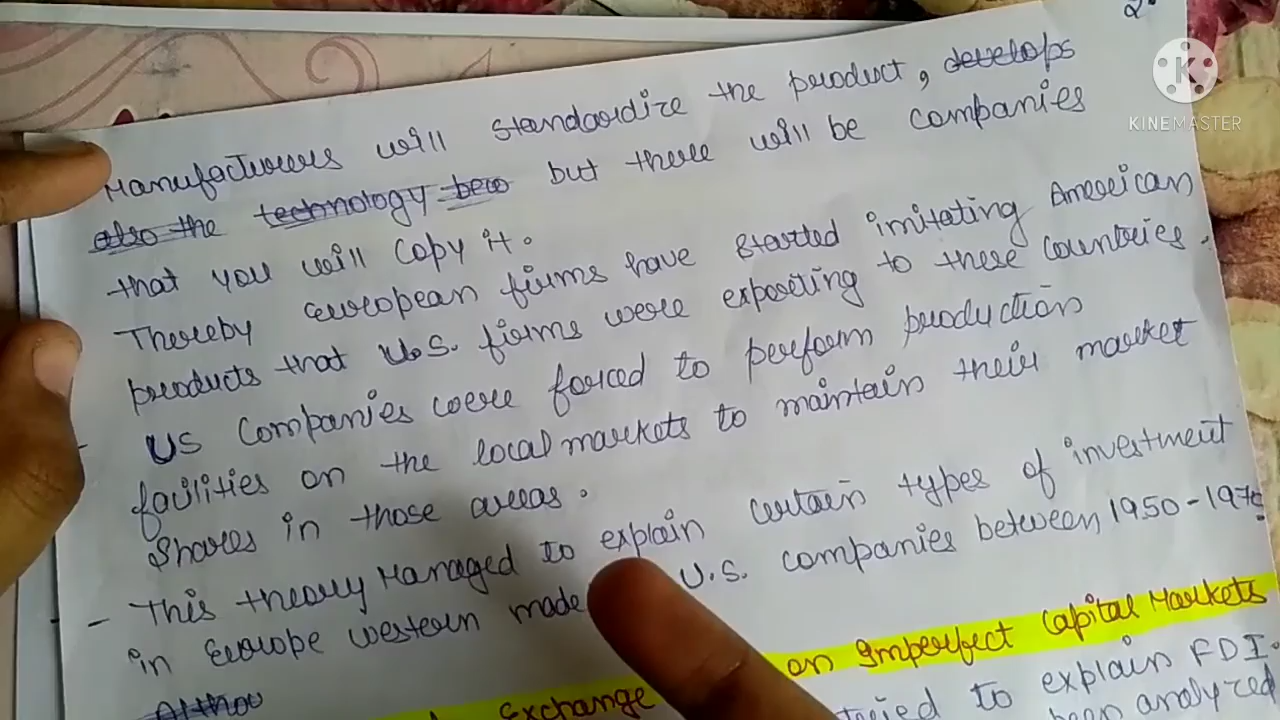 2
KINEMASTER
Manufacturers will standardize the product, develops
also the technology beco but there will be companies
that you will copy it.
Thereby European firms have started imitating American
products that U.S. firms were exporting to these countries.
- US Companies were forced to perform production
facilities on the local markets to maintain their market
Shares in those areas.
- This theory Managed to explain certain types of investment
in Europe western made U.S. companies between 1950-1970
Althou
Exchange on Imperfect Capital Markets
tried to explain FDI.
been analyzed